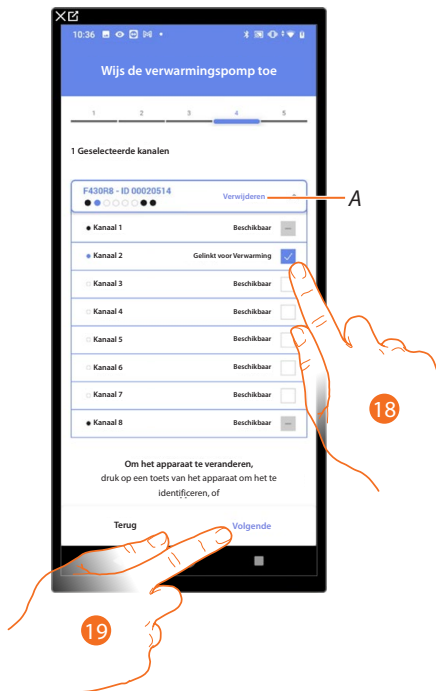 10:36
Wijs de verwarmingspomp toe
1 2 3 4 5
1 Geselecteerde kanalen
F430R8 - ID 00020514
Verwijderen
A
Kanaal 1 Beschikbaar
Kanaal 2 Gelinkt voor Verwarming
Kanaal 3 Beschikbaar
Kanaal 4 Beschikbaar
Kanaal 5 Beschikbaar
Kanaal 6 Beschikbaar
Kanaal 7 Beschikbaar
Kanaal 8 Beschikbaar
18
Om het apparaat te veranderen,
druk op een toets van het apparaat om het te
identificeren, of
Terug Volgende
19